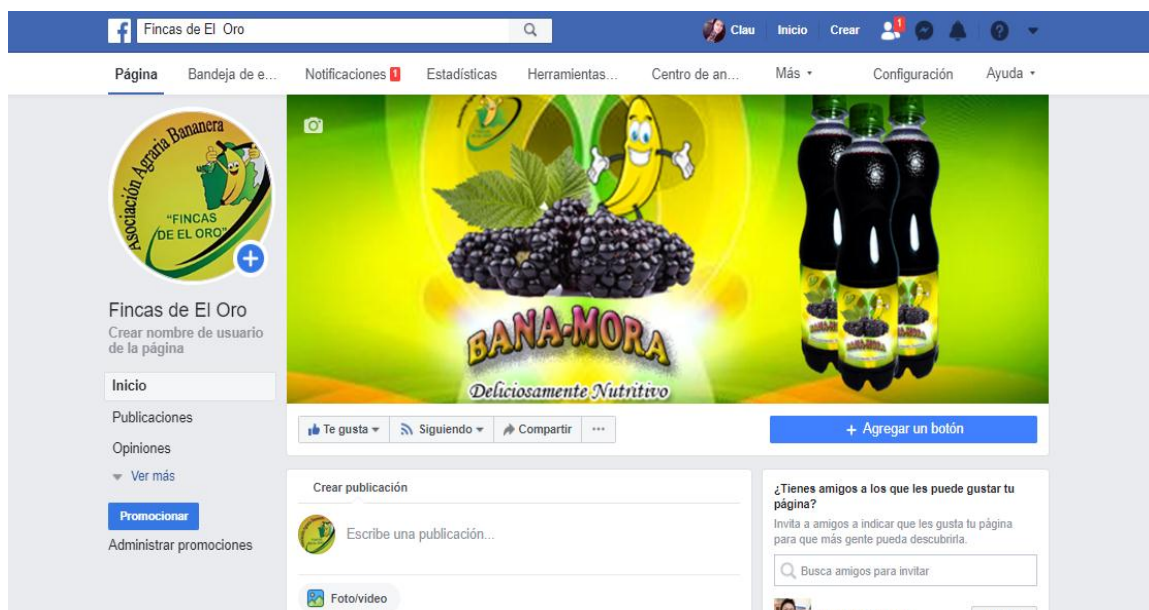 Fincas de El Oro
Clau
Inicio
Crear
1
Página
Bandeja de e...
Notificaciones 1
Estadísticas
Herramientas...
Centro de an...
Más
Configuración
Ayuda
Asociación Agraria Bananera
"FINCAS
DE EL ORO"
Fincas de El Oro
Crear nombre de usuario
de la página
Inicio
Publicaciones
Opiniones
Ver más
Promocionar
Administrar promociones
BANA-MORA
Deliciosamente Nutritivo
Te gusta
Siguiendo
Compartir
+ Agregar un botón
Crear publicación
Escribe una publicación...
Foto/video
¿Tienes amigos a los que les puede gustar tu
página?
Invita a amigos a indicar que les gusta tu página
para que más gente pueda descubrirla.
Busca amigos para invitar